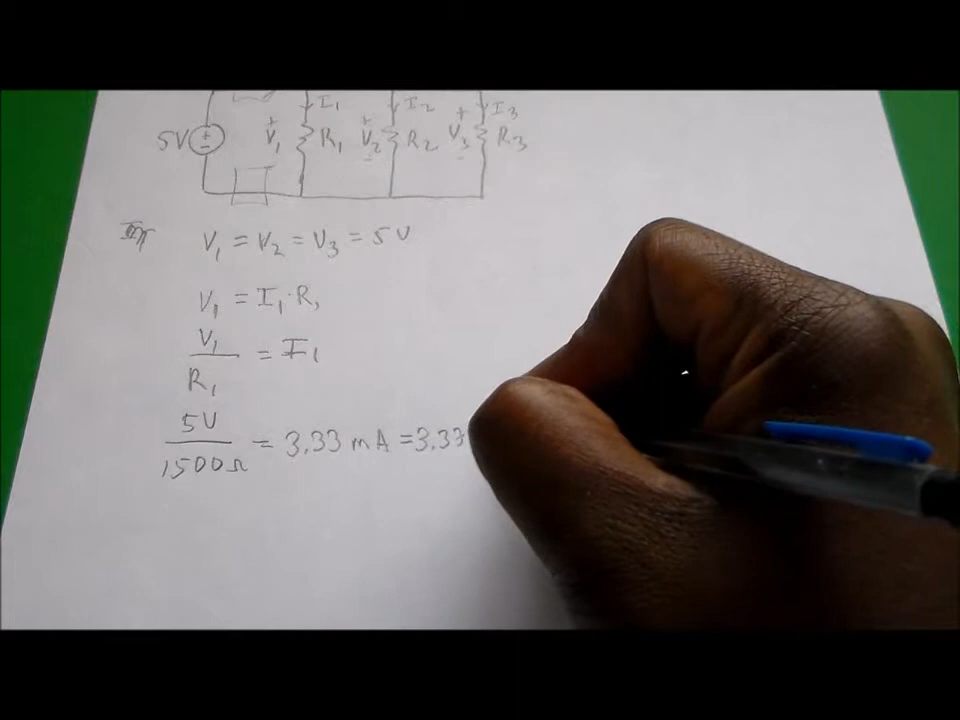 I₁ I₂ I₃
5V + V₁ R₁ + V₂ - R₂ + V₃ - R₃
V₁ = V₂ = V₃ = 5V
V₁ = I₁·R₁
V₁/R₁ = I₁
5V/1500Ω = 3.33 mA = 3.33